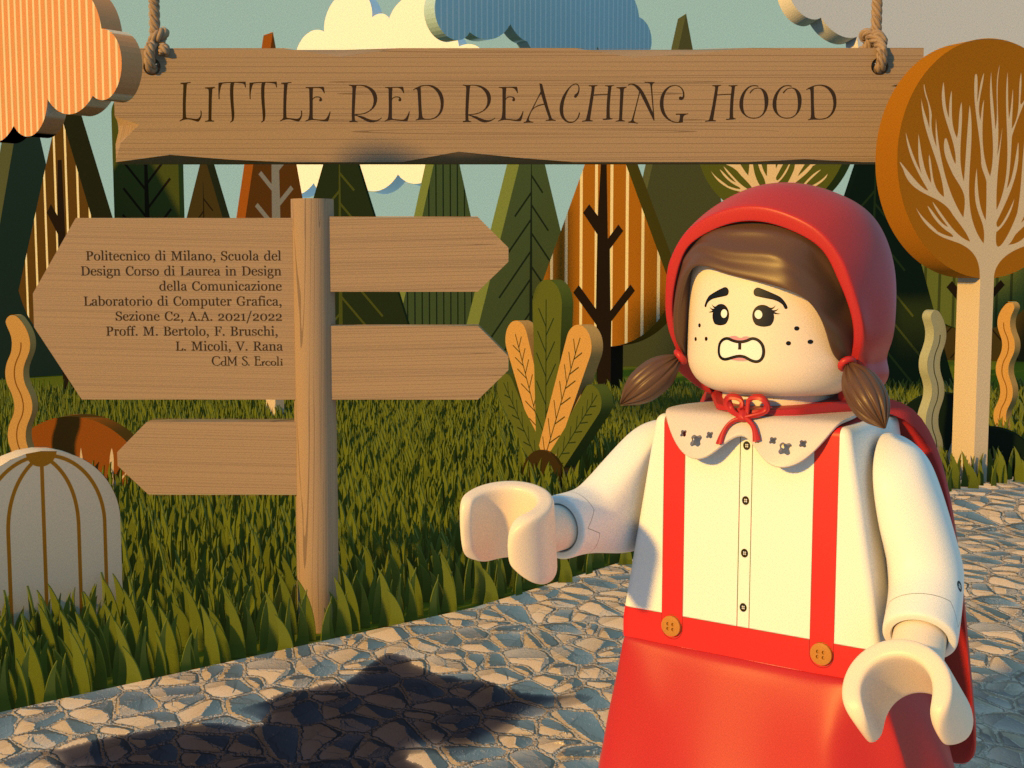 LITTLE RED REACHING HOOD
Politecnico di Milano, Scuola del
Design Corso di Laurea in Design
della Comunicazione
Laboratorio di Computer Grafica,
Sezione C2, A.A. 2021/2022
Proff. M. Bertolo, F. Bruschi,
L. Micoli, V. Rana
CdM S. Ercoli